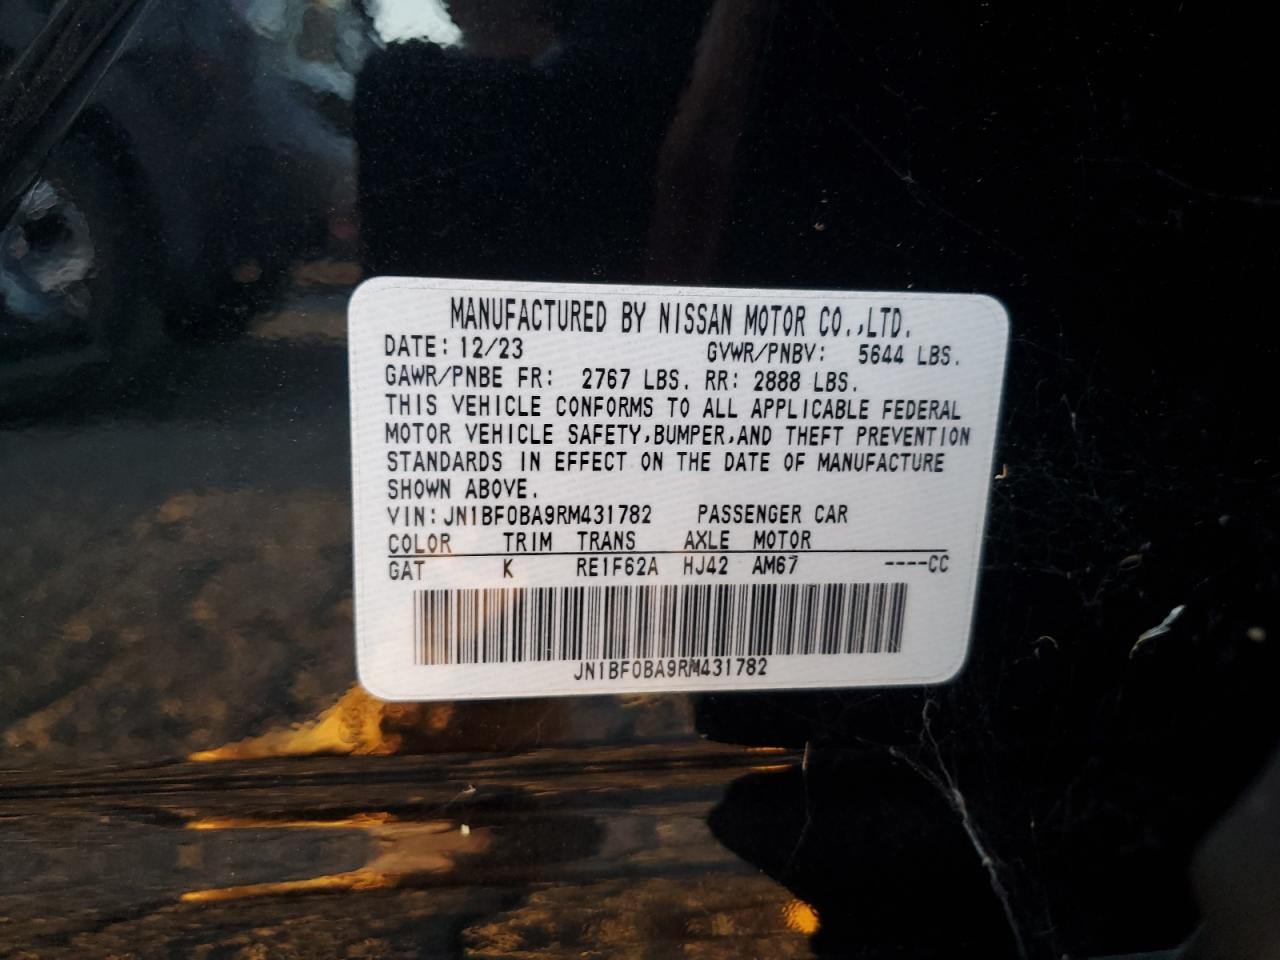 MANUFACTURED BY NISSAN MOTOR CO.,LTD.
DATE: 12/23 GVWR/PNBV: 5644 LBS.
GAWR/PNBE FR: 2767 LBS. RR: 2888 LBS.
THIS VEHICLE CONFORMS TO ALL APPLICABLE FEDERAL
MOTOR VEHICLE SAFETY,BUMPER,AND THEFT PREVENTION
STANDARDS IN EFFECT ON THE DATE OF MANUFACTURE
SHOWN ABOVE.
VIN: JN1BF0BA9RM431782 PASSENGER CAR
COLOR TRIM TRANS AXLE MOTOR
GAT K RE1F62A HJ42 AM67 ----CC
JN1BF0BA9RM431782